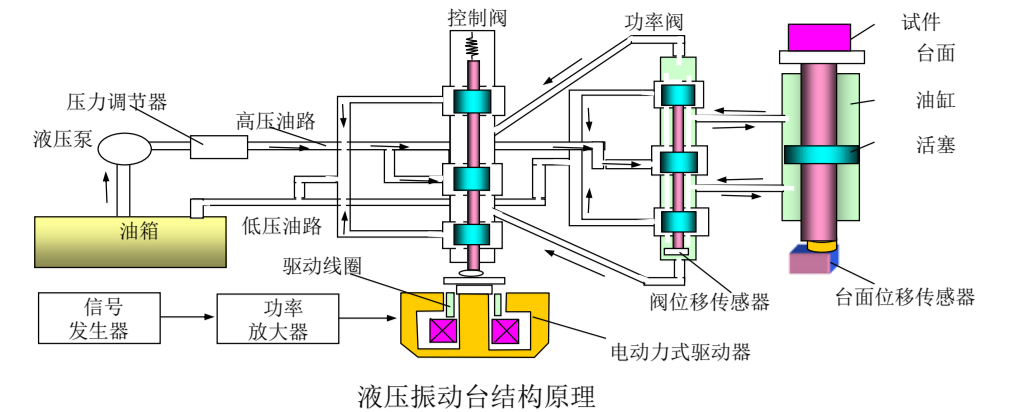 控制阀
功率阀
试件
台面
压力调节器
油缸
高压油路
液压泵
活塞
油箱
低压油路
驱动线圈
阀位移传感器
台面位移传感器
信号
发生器
功率
放大器
电动力式驱动器
液压振动台结构原理